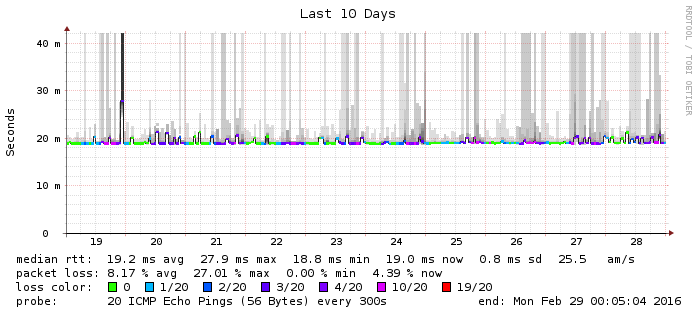 Last 10 Days
RRDTOOL / TOBI OETIKER
Seconds
40 m
30 m
20 m
10 m
0
19 20 21 22 23 24 25 26 27 28
median rtt: 19.2 ms avg 27.9 ms max 18.8 ms min 19.0 ms now 0.8 ms sd 25.5 am/s
packet loss: 8.17 % avg 27.01 % max 0.00 % min 4.39 % now
loss color: 0 1/20 2/20 3/20 4/20 10/20 19/20
probe: 20 ICMP Echo Pings (56 Bytes) every 300s end: Mon Feb 29 00:05:04 2016